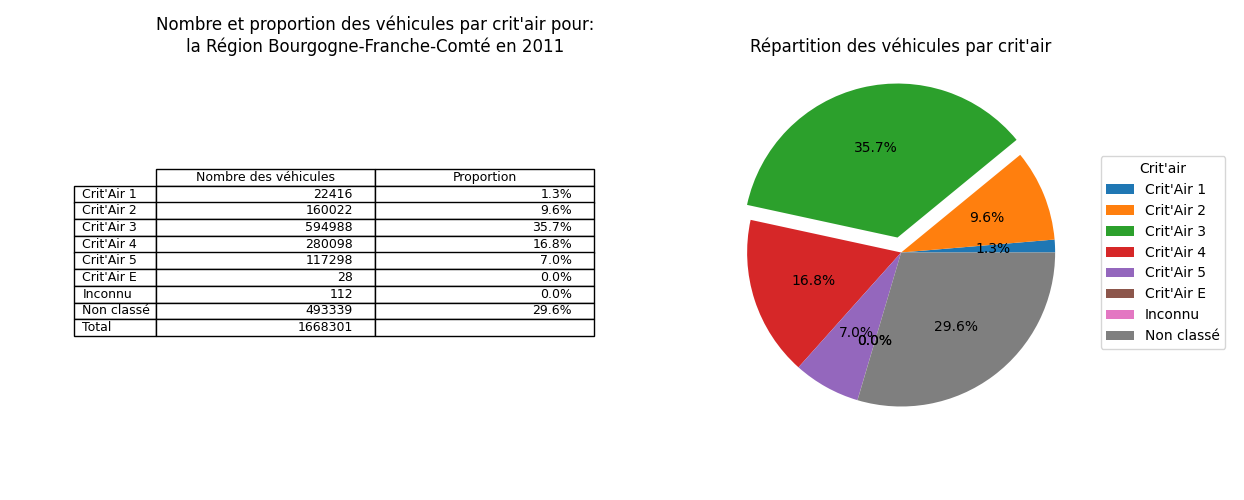 Nombre et proportion des véhicules par crit'air pour:
la Région Bourgogne-Franche-Comté en 2011
Nombre des véhicules Proportion
Crit'Air 1 22416 1.3%
Crit'Air 2 160022 9.6%
Crit'Air 3 594988 35.7%
Crit'Air 4 280098 16.8%
Crit'Air 5 117298 7.0%
Crit'Air E 28 0.0%
Inconnu 112 0.0%
Non classé 493339 29.6%
Total 1668301
Répartition des véhicules par crit'air
35.7%
9.6%
1.3%
16.8%
7.0%
0.0%
0.0%
29.6%
Crit'air
Crit'Air 1
Crit'Air 2
Crit'Air 3
Crit'Air 4
Crit'Air 5
Crit'Air E
Inconnu
Non classé